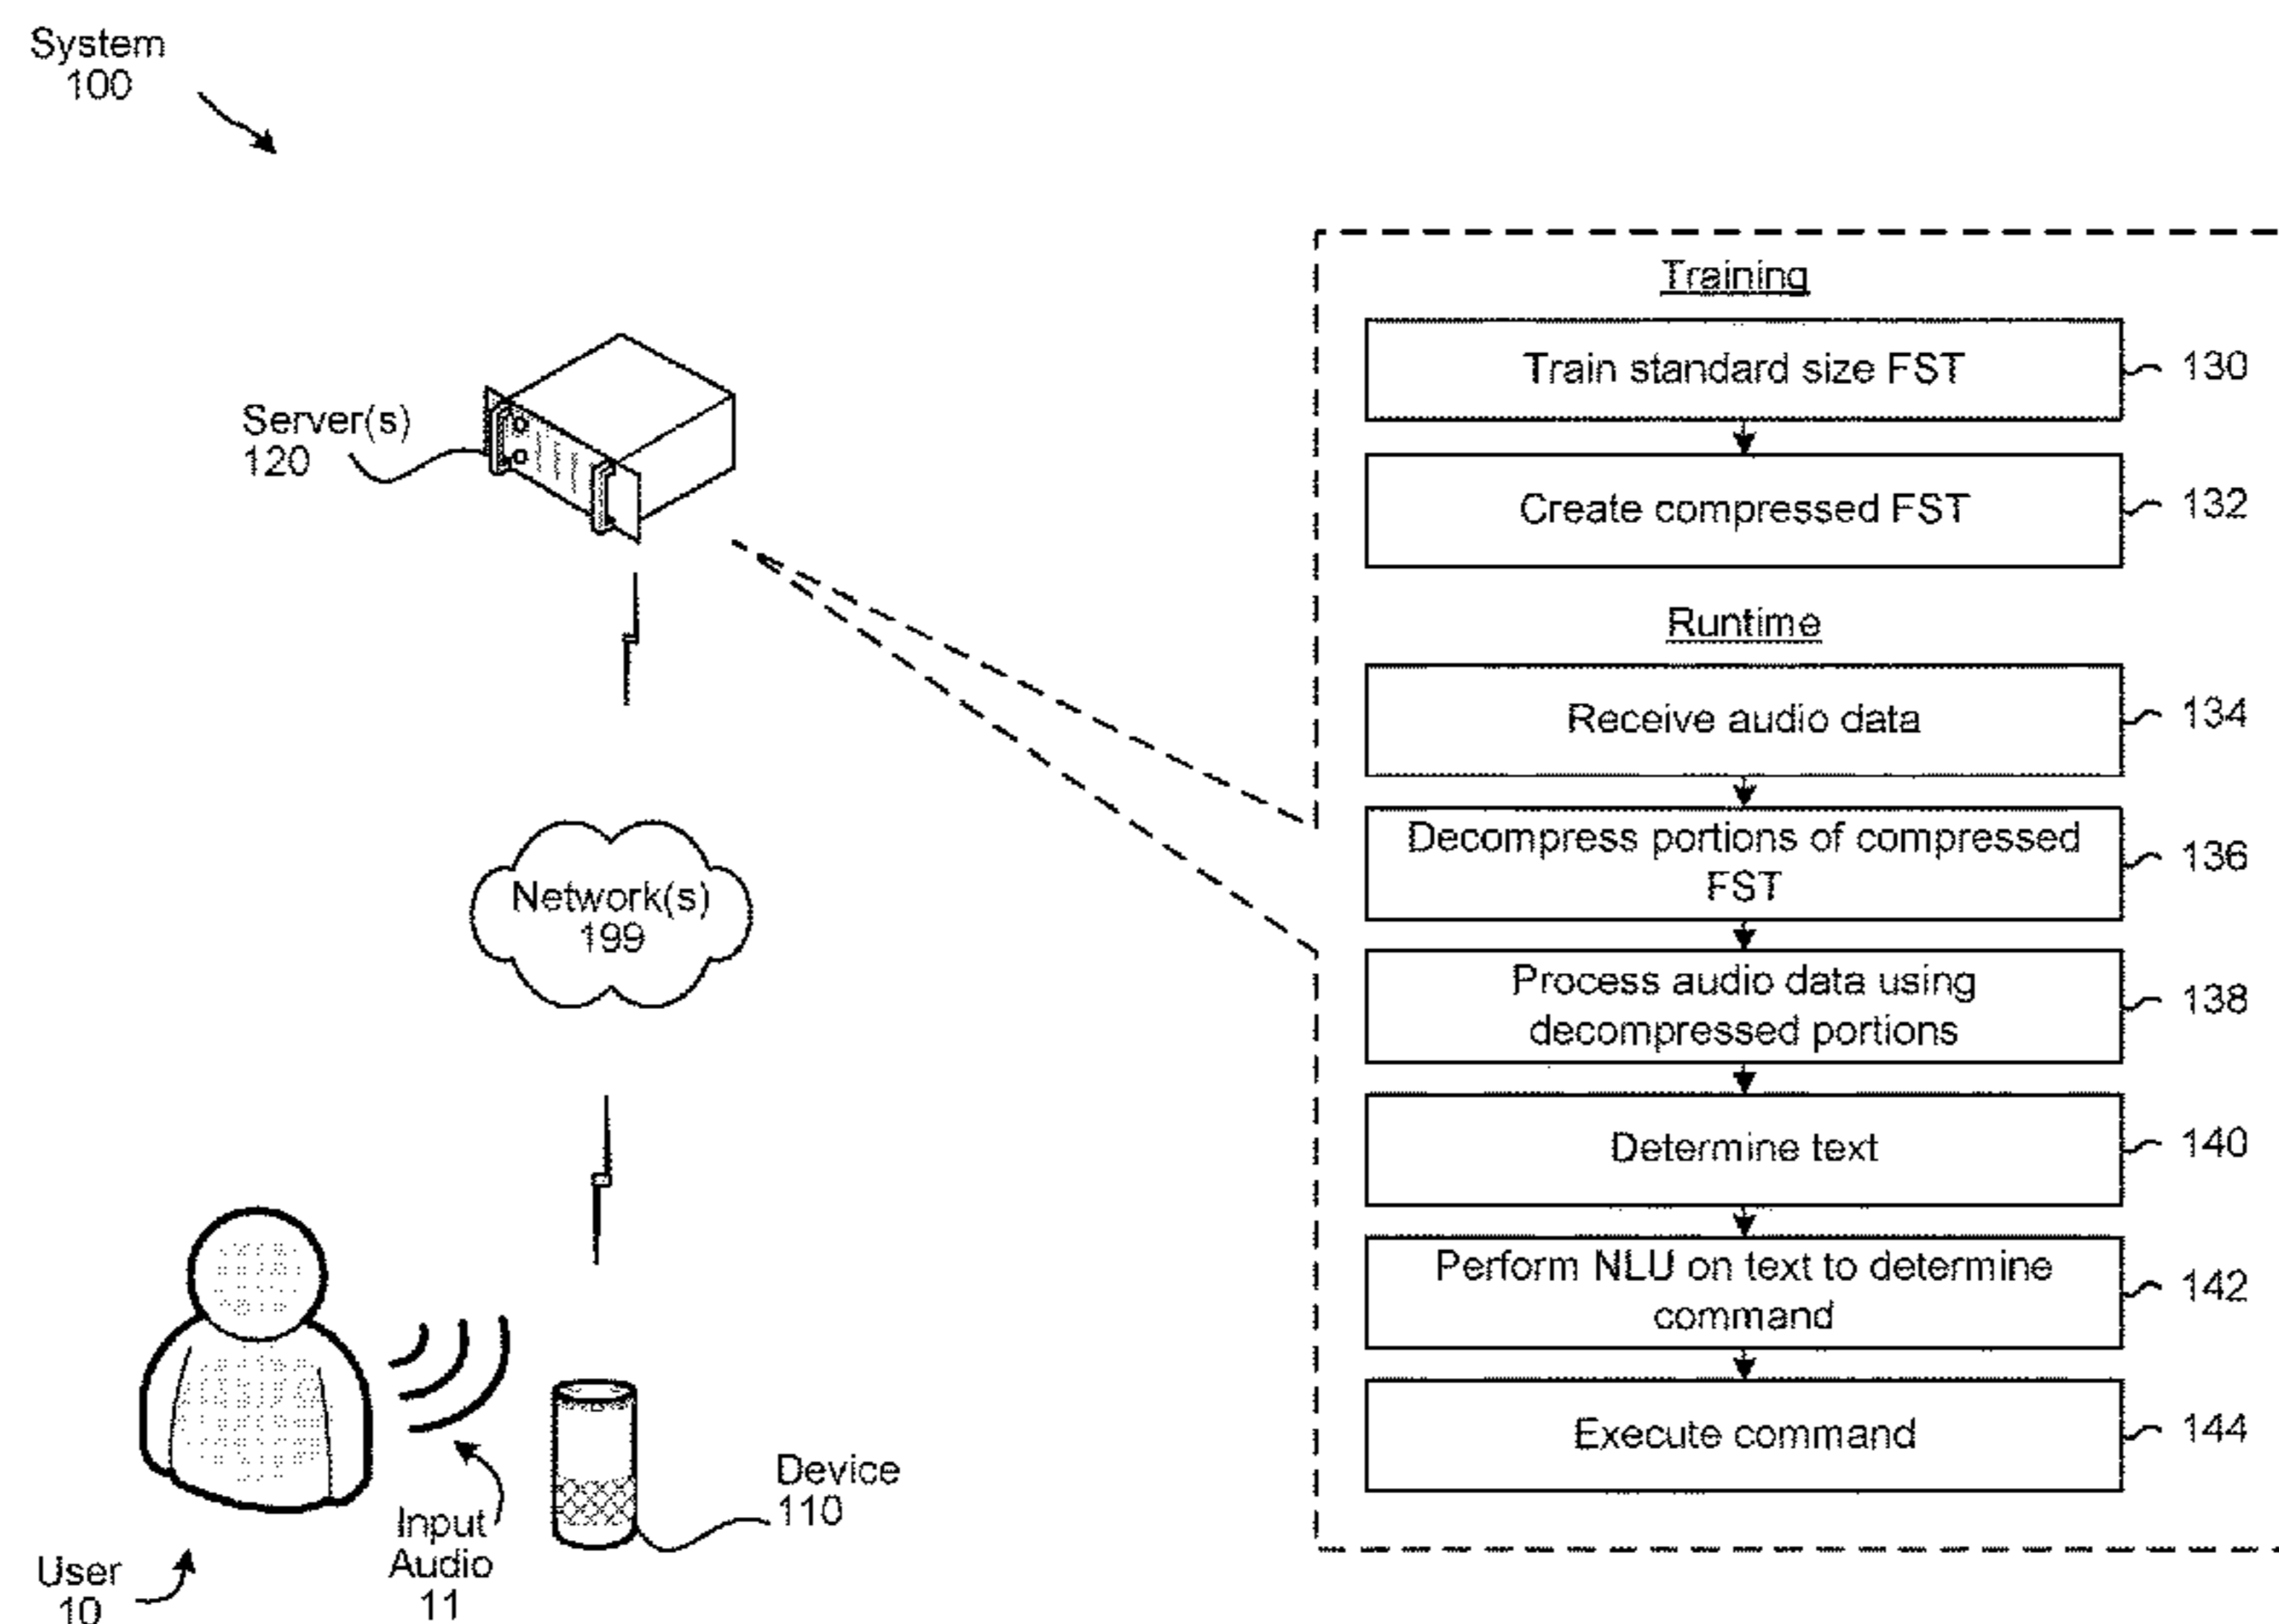 System
100
Server(s)
120
Network(s)
199
Device
110
Input
Audio
11
User
10
Training
Train standard size FST
130
Create compressed FST
132
Runtime
Receive audio data
134
Decompress portions of compressed
FST
136
Process audio data using
decompressed portions
138
Determine text
140
Perform NLU on text to determine
command
142
Execute command
144